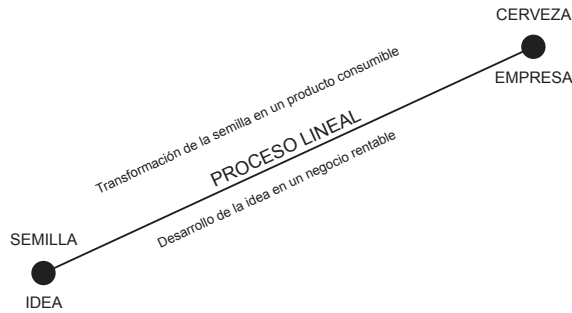 CERVEZA
EMPRESA
Transformación de la semilla en un producto consumible
PROCESO LINEAL
Desarrollo de la idea en un negocio rentable
SEMILLA
IDEA